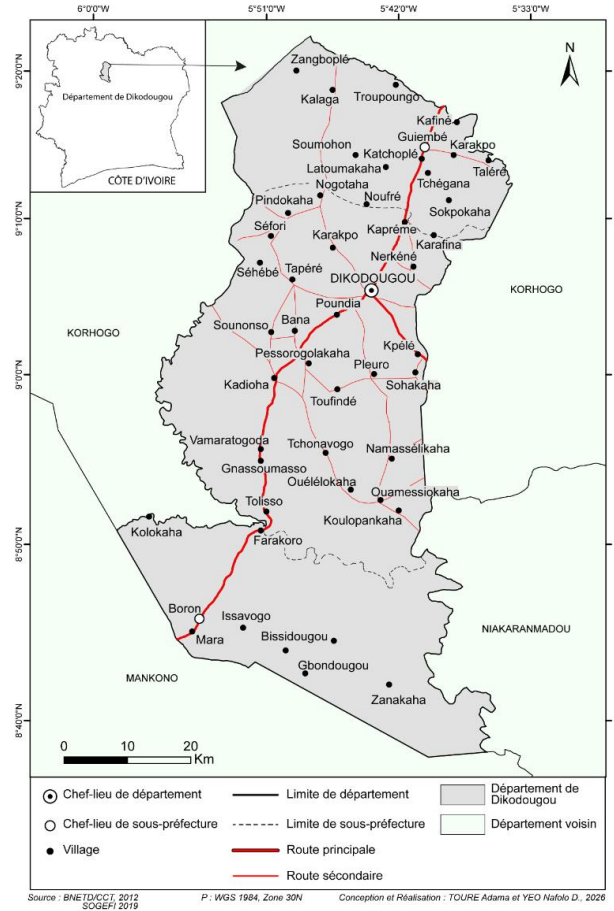 6°0'0"O
5°51'0"O
5°42'0"O
5°33'0"O
9°20'0"N
9°10'0"N
9°0'0"N
8°50'0"N
8°40'0"N
Département de Dikodougou
CÔTE D'IVOIRE
N
Zangboplé
Kalaga
Troupoungo
Kafiné
Guiembé
Soumohon
Katchoplé
Karakpo
Latoumakaha
Taléré
Tchégana
Nogotaha
Pindokaha
Noufré
Sokpokaha
Séfori
Kapréme
Karakpo
Karafina
Nerkéné
Séhébé
Tapéré
DIKODOUGOU
KORHOGO
Poundia
KORHOGO
Sounonso
Bana
Kpélé
Pessorogolakaha
Pleuro
Kadioha
Sohakaha
Toufindé
Vamaratogoda
Tchonavogo
Namassélikaha
Gnassoumasso
Ouélélokaha
Ouamessiokaha
Tolisso
Koulopankaha
Kolokaha
Farakoro
Boron
Issavogo
Mara
Bissidougou
NIAKARANMADOU
Gbondougou
MANKONO
Zanakaha
0 10 20
Km
Chef-lieu de département
Limite de département
Département de
Dikodougou
Chef-lieu de sous-préfecture
Limite de sous-préfecture
Département voisin
Village
Route principale
Route sécondaire
Source : BNETD/CCT, 2012
SOGEFI 2019
P : WGS 1984, Zone 30N
Conception et Réalisation : TOURE Adama et YEO Nafolo D., 2026